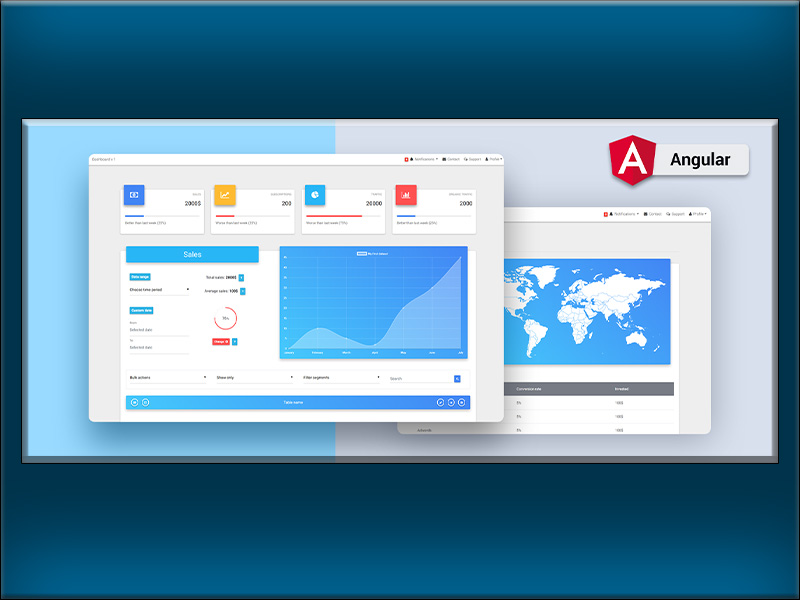 Angular
Dashboard v.1
Notifications
Contact
Support
Profile
SALES
2000$
Better than last week (25%)
SUBSCRIPTIONS
200
Worse than last week (25%)
TRAFFIC
20000
Worse than last week (75%)
ORGANIC TRAFFIC
2000
Better than last week (25%)
Notifications
Contact
Support
Profile
Sales
Data range
Choose time period
Total sales: 2000$
Average sales: 100$
Custom date
From
Selected date
To
Selected date
Change
January
February
March
April
May
June
July
Bulk actions
Show only
Filter segments
Search
Table name
Conversion rate
Invested
5%
100$
5%
100$
5%
100$